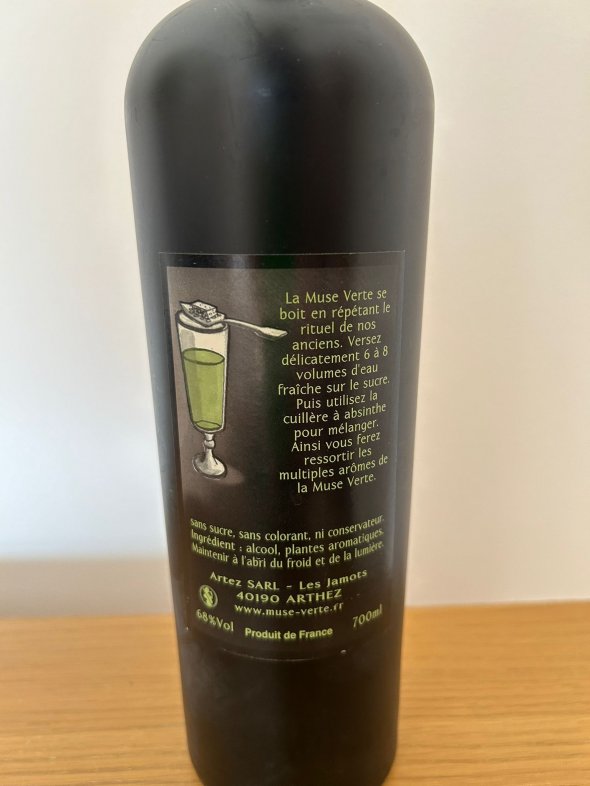 La Muse Verte se
boit en répétant le
rituel de nos
anciens. Versez
délicatement 6 à 8
volumes d'eau
fraîche sur le sucre.
Puis utilisez la
cuillère à absinthe
pour mélanger.
Ainsi vous ferez
ressortir les
multiples arômes de
la Muse Verte.
sans sucre, sans colorant, ni conservateur.
Ingrédient : alcool, plantes aromatiques.
Maintenir à l'abri du froid et de la lumière.
Artez SARL - Les Jamots
40190 ARTHEZ
www.muse-verte.fr
68%Vol Produit de France 700ml